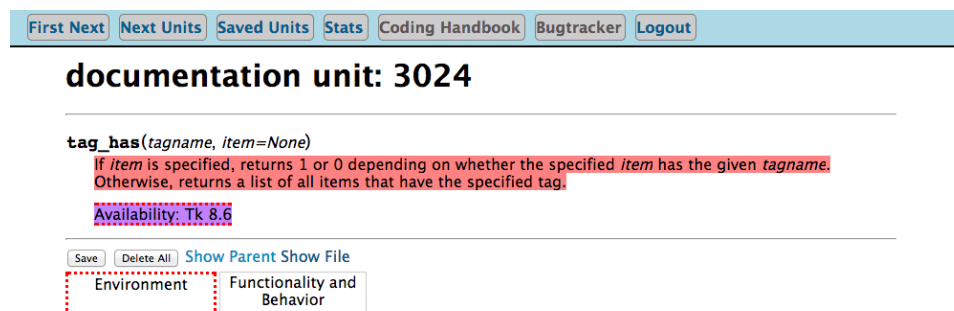 First Next Next Units Saved Units Stats Coding Handbook Bugtracker Logout
documentation unit: 3024
tag_has(tagname, item=None)
If item is specified, returns 1 or 0 depending on whether the specified item has the given tagname.
Otherwise, returns a list of all items that have the specified tag.
Availability: Tk 8.6
Save Delete All Show Parent Show File
Environment Functionality and
Behavior